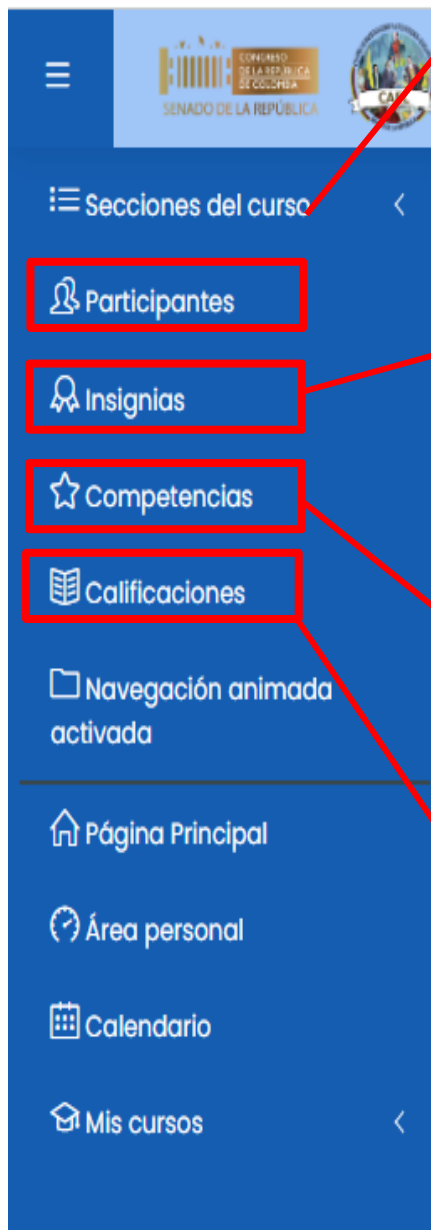 CONGRESO
DE LA REPÚBLICA
DE COLOMBIA
SENADO DE LA REPÚBLICA
CAEL
Secciones del curso
Participantes
Insignias
Competencias
Calificaciones
Navegación animada
activada
Página Principal
Área personal
Calendario
Mis cursos